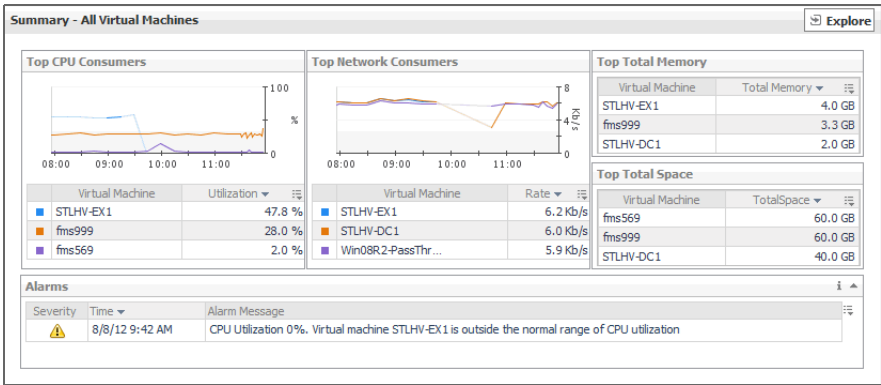 Summary - All Virtual Machines
Explore
Top CPU Consumers
100
%
0
08:00 09:00 10:00 11:00
Virtual Machine Utilization
STLHV-EX1 47.8 %
fms999 28.0 %
fms569 2.0 %
Top Network Consumers
8
4
Kb/s
0
08:00 09:00 10:00 11:00
Virtual Machine Rate
STLHV-EX1 6.2 Kb/s
STLHV-DC1 6.0 Kb/s
Win08R2-PassThr... 5.9 Kb/s
Top Total Memory
Virtual Machine Total Memory
STLHV-EX1 4.0 GB
fms999 3.3 GB
STLHV-DC1 2.0 GB
Top Total Space
Virtual Machine TotalSpace
fms569 60.0 GB
fms999 60.0 GB
STLHV-DC1 40.0 GB
Alarms
i
Severity Time Alarm Message
8/8/12 9:42 AM CPU Utilization 0%. Virtual machine STLHV-EX1 is outside the normal range of CPU utilization